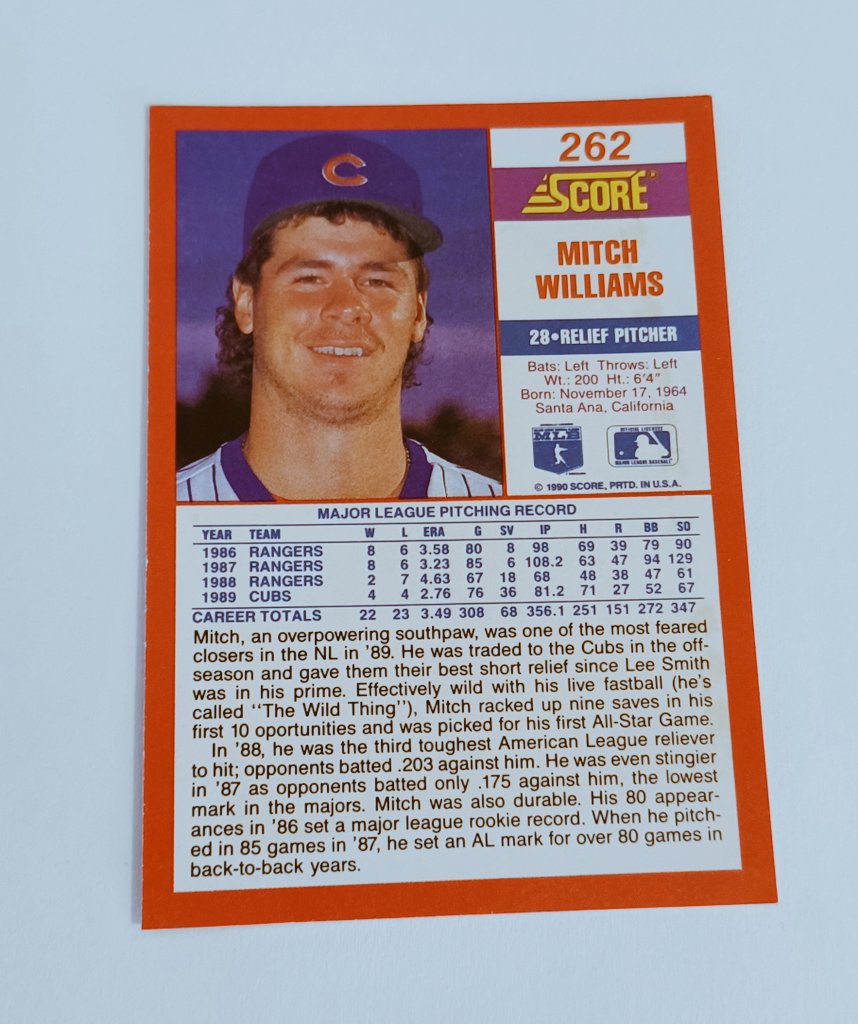 C
262
SCORE®
MITCH
WILLIAMS
28•RELIEF PITCHER
Bats: Left Throws: Left
Wt.: 200 Ht.: 6'4"
Born: November 17, 1964
Santa Ana, California
MLB
OFFICIAL LICENSEE
MAJOR LEAGUE BASEBALL
© 1990 SCORE, PRTD. IN U.S.A.
MAJOR LEAGUE PITCHING RECORD
YEAR TEAM W L ERA G SV IP H R BB SO
1986 RANGERS 8 6 3.58 80 8 98 69 39 79 90
1987 RANGERS 8 6 3.23 85 6 108.2 63 47 94 129
1988 RANGERS 2 7 4.63 67 18 68 48 38 47 61
1989 CUBS 4 4 2.76 76 36 81.2 71 27 52 67
CAREER TOTALS 22 23 3.49 308 68 356.1 251 151 272 347
Mitch, an overpowering southpaw, was one of the most feared
closers in the NL in '89. He was traded to the Cubs in the off-
season and gave them their best short relief since Lee Smith
was in his prime. Effectively wild with his live fastball (he's
called "The Wild Thing"), Mitch racked up nine saves in his
first 10 oportunities and was picked for his first All-Star Game.
In '88, he was the third toughest American League reliever
to hit; opponents batted .203 against him. He was even stingier
in '87 as opponents batted only .175 against him, the lowest
mark in the majors. Mitch was also durable. His 80 appear-
ances in '86 set a major league rookie record. When he pitch-
ed in 85 games in '87, he set an AL mark for over 80 games in
back-to-back years.